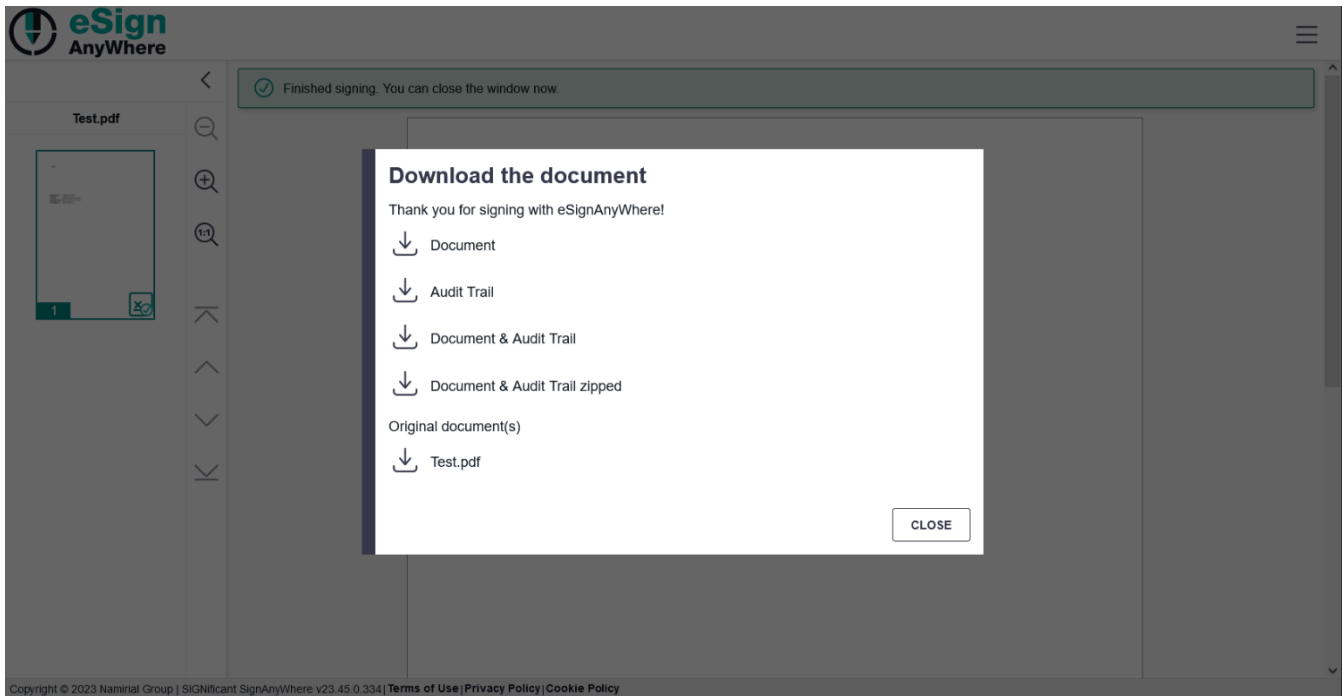 eSign
AnyWhere
Finished signing. You can close the window now.
Test.pdf
1:1
1
Download the document
Thank you for signing with eSignAnyWhere!
Document
Audit Trail
Document & Audit Trail
Document & Audit Trail zipped
Original document(s)
Test.pdf
CLOSE
Copyright © 2023 Namirial Group | SIGNificant SignAnyWhere v23.45.0.334| Terms of Use | Privacy Policy | Cookie Policy